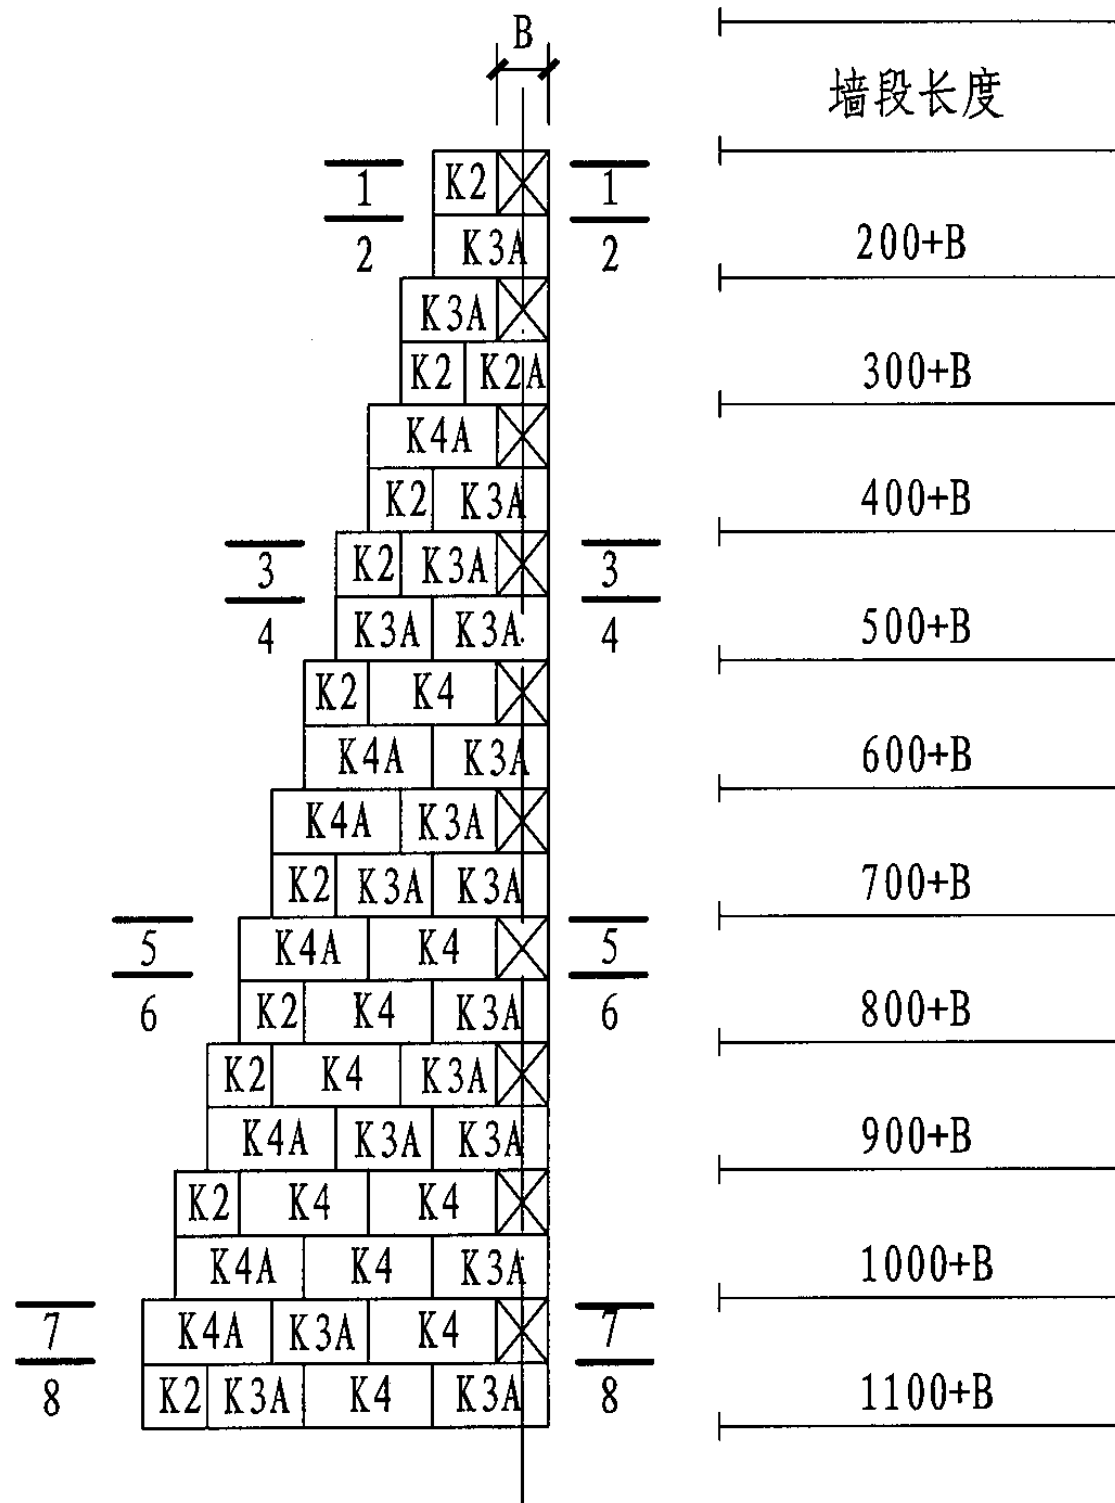 B
墙段长度
1 K2 1
2 K3A 2 200+B
K3A
K2 K2A 300+B
K4A
K2 K3A 400+B
3 K2 K3A 3
4 K3A K3A 4 500+B
K2 K4
K4A K3A 600+B
K4A K3A
K2 K3A K3A 700+B
5 K4A K4 5
6 K2 K4 K3A 6 800+B
K2 K4 K3A
K4A K3A K3A 900+B
K2 K4 K4
K4A K4 K3A 1000+B
7 K4A K3A K4 7
8 K2 K3A K4 K3A 8 1100+B